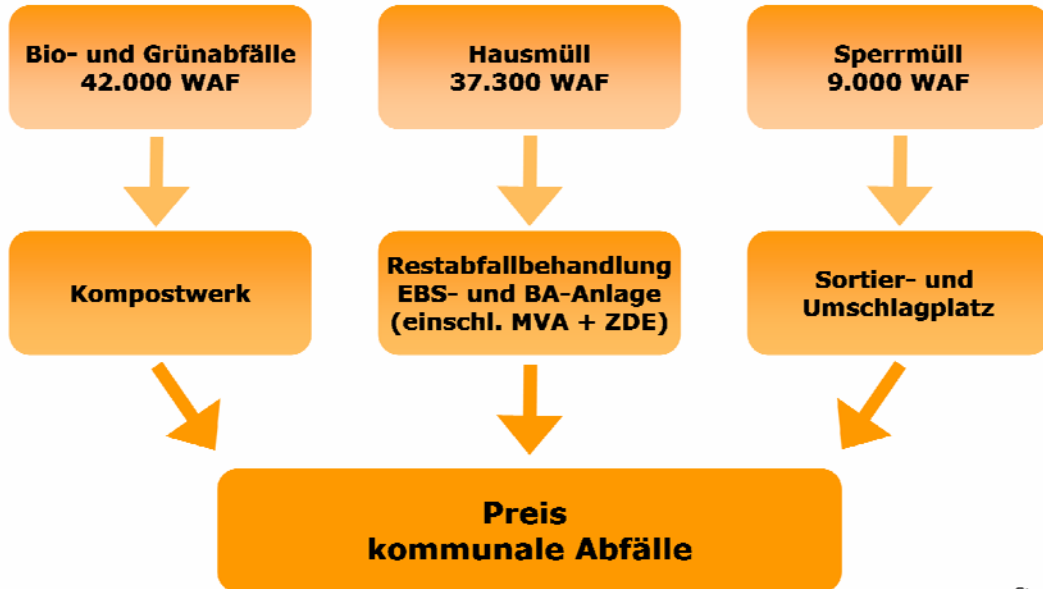 Bio- und Grünabfälle
42.000 WAF
Hausmüll
37.300 WAF
Sperrmüll
9.000 WAF
Kompostwerk
Restabfallbehandlung
EBS- und BA-Anlage
(einschl. MVA + ZDE)
Sortier- und
Umschlagplatz
Preis
kommunale Abfälle